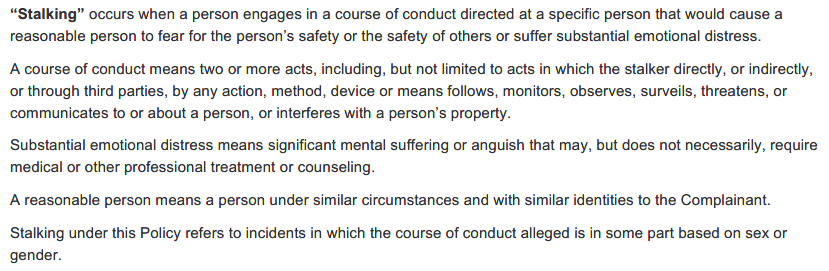 “Stalking” occurs when a person engages in a course of conduct directed at a specific person that would cause a
reasonable person to fear for the person’s safety or the safety of others or suffer substantial emotional distress.
A course of conduct means two or more acts, including, but not limited to acts in which the stalker directly, or indirectly,
or through third parties, by any action, method, device or means follows, monitors, observes, surveils, threatens, or
communicates to or about a person, or interferes with a person’s property.
Substantial emotional distress means significant mental suffering or anguish that may, but does not necessarily, require
medical or other professional treatment or counseling.
A reasonable person means a person under similar circumstances and with similar identities to the Complainant.
Stalking under this Policy refers to incidents in which the course of conduct alleged is in some part based on sex or
gender.